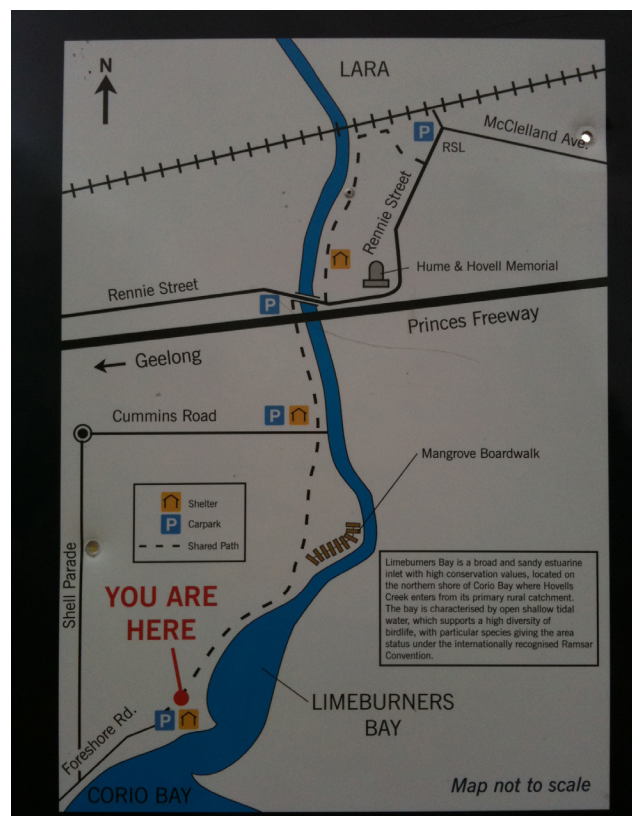 N
LARA
P
McClelland Ave.
RSL
Rennie Street
Hume & Hovell Memorial
Rennie Street
P
Princes Freeway
Geelong
Cummins Road
P
Mangrove Boardwalk
Shelter
P Carpark
Shared Path
Shell Parade
Limeburners Bay is a broad and sandy estuarine
inlet with high conservation values, located on
the northern shore of Corio Bay where Hovells
Creek enters from its primary rural catchment.
The bay is characterised by open shallow tidal
water, which supports a high diversity of
birdlife, with particular species giving the area
status under the internationally recognised Ramsar
Convention.
YOU ARE
HERE
LIMEBURNERS
BAY
P
Foreshore Rd.
CORIO BAY
Map not to scale